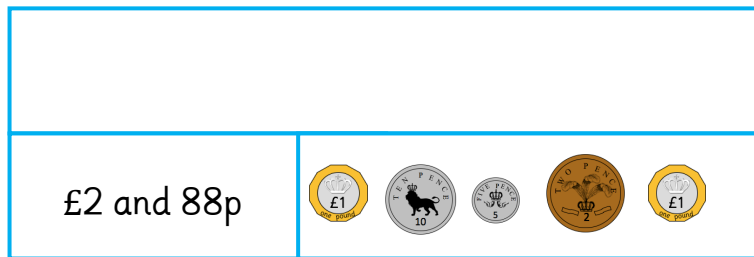 £2 and 88p
£1
one pound
TEN PENCE
10
FIVE PENCE
5
TWO PENCE
2
£1
one pound